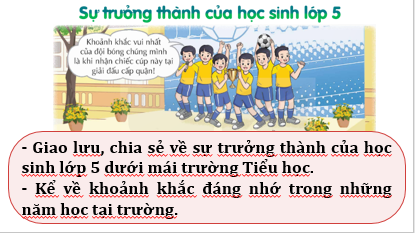 Sự trưởng thành của học sinh lớp 5
Khoảnh khắc vui nhất
của đội bóng chúng mình
là khi nhận chiếc cúp này tại
giải đấu cấp quận!
- Giao lưu, chia sẻ về sự trưởng thành của học
sinh lớp 5 dưới mái trường Tiểu học.
- Kể về khoảnh khắc đáng nhớ trong những
năm học tại trường.